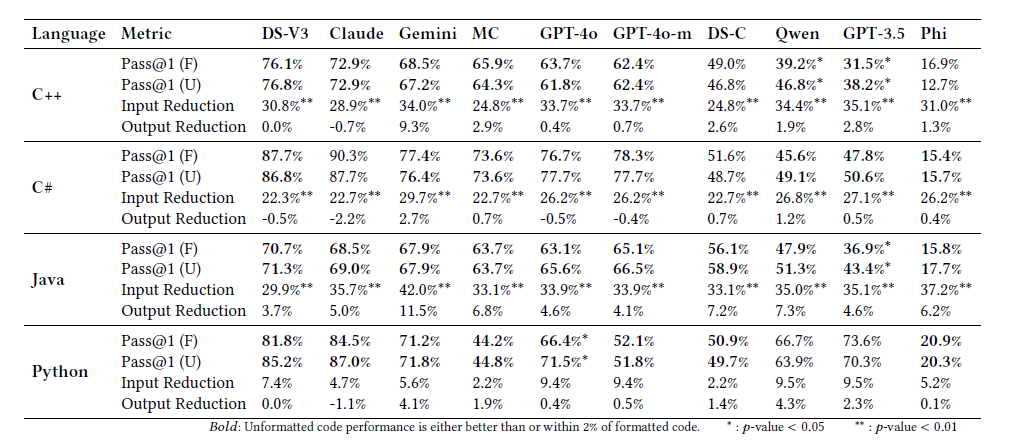 Language Metric DS-V3 Claude Gemini MC GPT-4o GPT-4o-m DS-C Qwen GPT-3.5 Phi
C++
Pass@1 (F) 76.1% 72.9% 68.5% 65.9% 63.7% 62.4% 49.0% 39.2%* 31.5%* 16.9%
Pass@1 (U) 76.8% 72.9% 67.2% 64.3% 61.8% 62.4% 46.8% 46.8%* 38.2%* 12.7%
Input Reduction 30.8%** 28.9%** 34.0%** 24.8%** 33.7%** 33.7%** 24.8%** 34.4%** 35.1%** 31.0%**
Output Reduction 0.0% -0.7% 9.3% 2.9% 0.4% 0.7% 2.6% 1.9% 2.8% 1.3%
C#
Pass@1 (F) 87.7% 90.3% 77.4% 73.6% 76.7% 78.3% 51.6% 45.6% 47.8% 15.4%
Pass@1 (U) 86.8% 87.7% 76.4% 73.6% 77.7% 77.7% 48.7% 49.1% 50.6% 15.7%
Input Reduction 22.3%** 22.7%** 29.7%** 22.7%** 26.2%** 26.2%** 22.7%** 26.8%** 27.1%** 26.2%**
Output Reduction -0.5% -2.2% 2.7% 0.7% -0.5% -0.4% 0.7% 1.2% 0.5% 0.4%
Java
Pass@1 (F) 70.7% 68.5% 67.9% 63.7% 63.1% 65.1% 56.1% 47.9% 36.9%* 15.8%
Pass@1 (U) 71.3% 69.0% 67.9% 63.7% 65.6% 66.5% 58.9% 51.3% 43.4%* 17.7%
Input Reduction 29.9%** 35.7%** 42.0%** 33.1%** 33.9%** 33.9%** 33.1%** 35.0%** 35.1%** 37.2%**
Output Reduction 3.7% 5.0% 11.5% 6.8% 4.6% 4.1% 7.2% 7.3% 4.6% 6.2%
Python
Pass@1 (F) 81.8% 84.5% 71.2% 44.2% 66.4%* 52.1% 50.9% 66.7% 73.6% 20.9%
Pass@1 (U) 85.2% 87.0% 71.8% 44.8% 71.5%* 51.8% 49.7% 63.9% 70.3% 20.3%
Input Reduction 7.4% 4.7% 5.6% 2.2% 9.4% 9.4% 2.2% 9.5% 9.5% 5.2%
Output Reduction 0.0% -1.1% 4.1% 1.9% 0.4% 0.5% 1.4% 4.3% 2.3% 0.1%
Bold: Unformatted code performance is either better than or within 2% of formatted code. * : p-value < 0.05 ** : p-value < 0.01